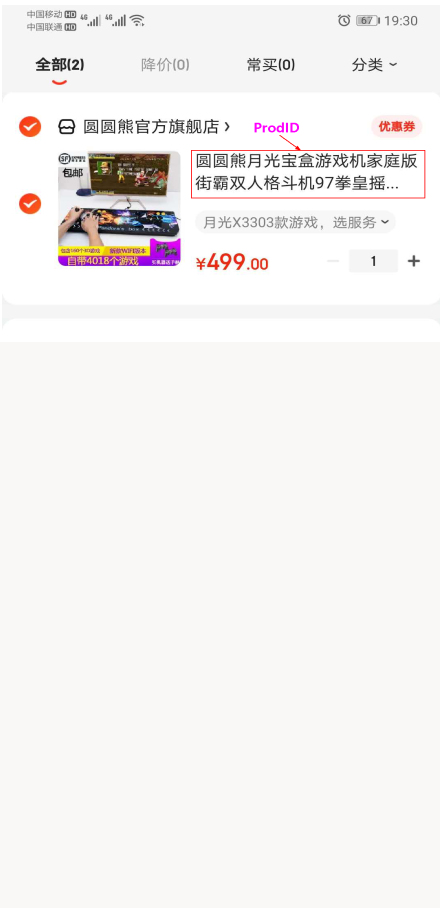 中国移动 HD 4G 4G
中国联通 HD
67 19:30
全部(2) 降价(0) 常买(0) 分类
圆圆熊官方旗舰店 ProdID 优惠券
圆圆熊月光宝盒游戏机家庭版
街霸双人格斗机97拳皇摇...
包邮
自带4018个游戏
月光X3303款游戏，选服务
¥499.00
1